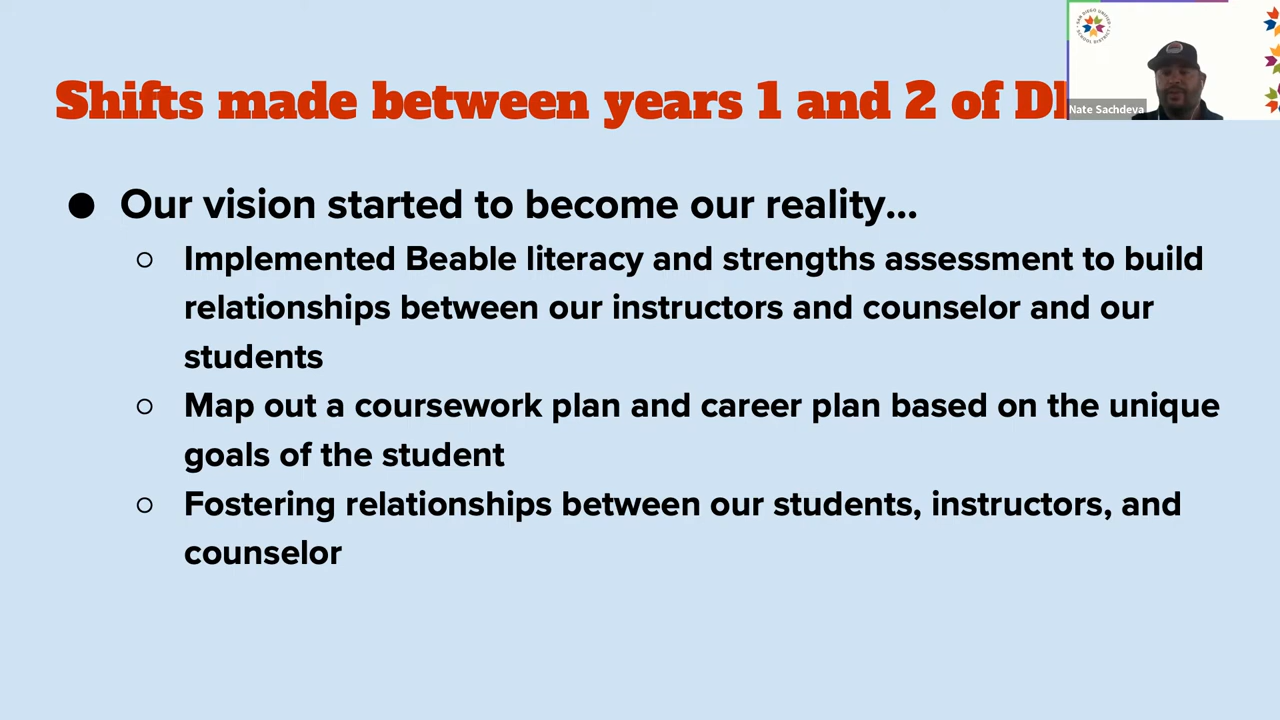 Shifts made between years 1 and 2 of
Nate Sachdeva
● Our vision started to become our reality...
○ Implemented Beable literacy and strengths assessment to build
relationships between our instructors and counselor and our
students
○ Map out a coursework plan and career plan based on the unique
goals of the student
○ Fostering relationships between our students, instructors, and
counselor